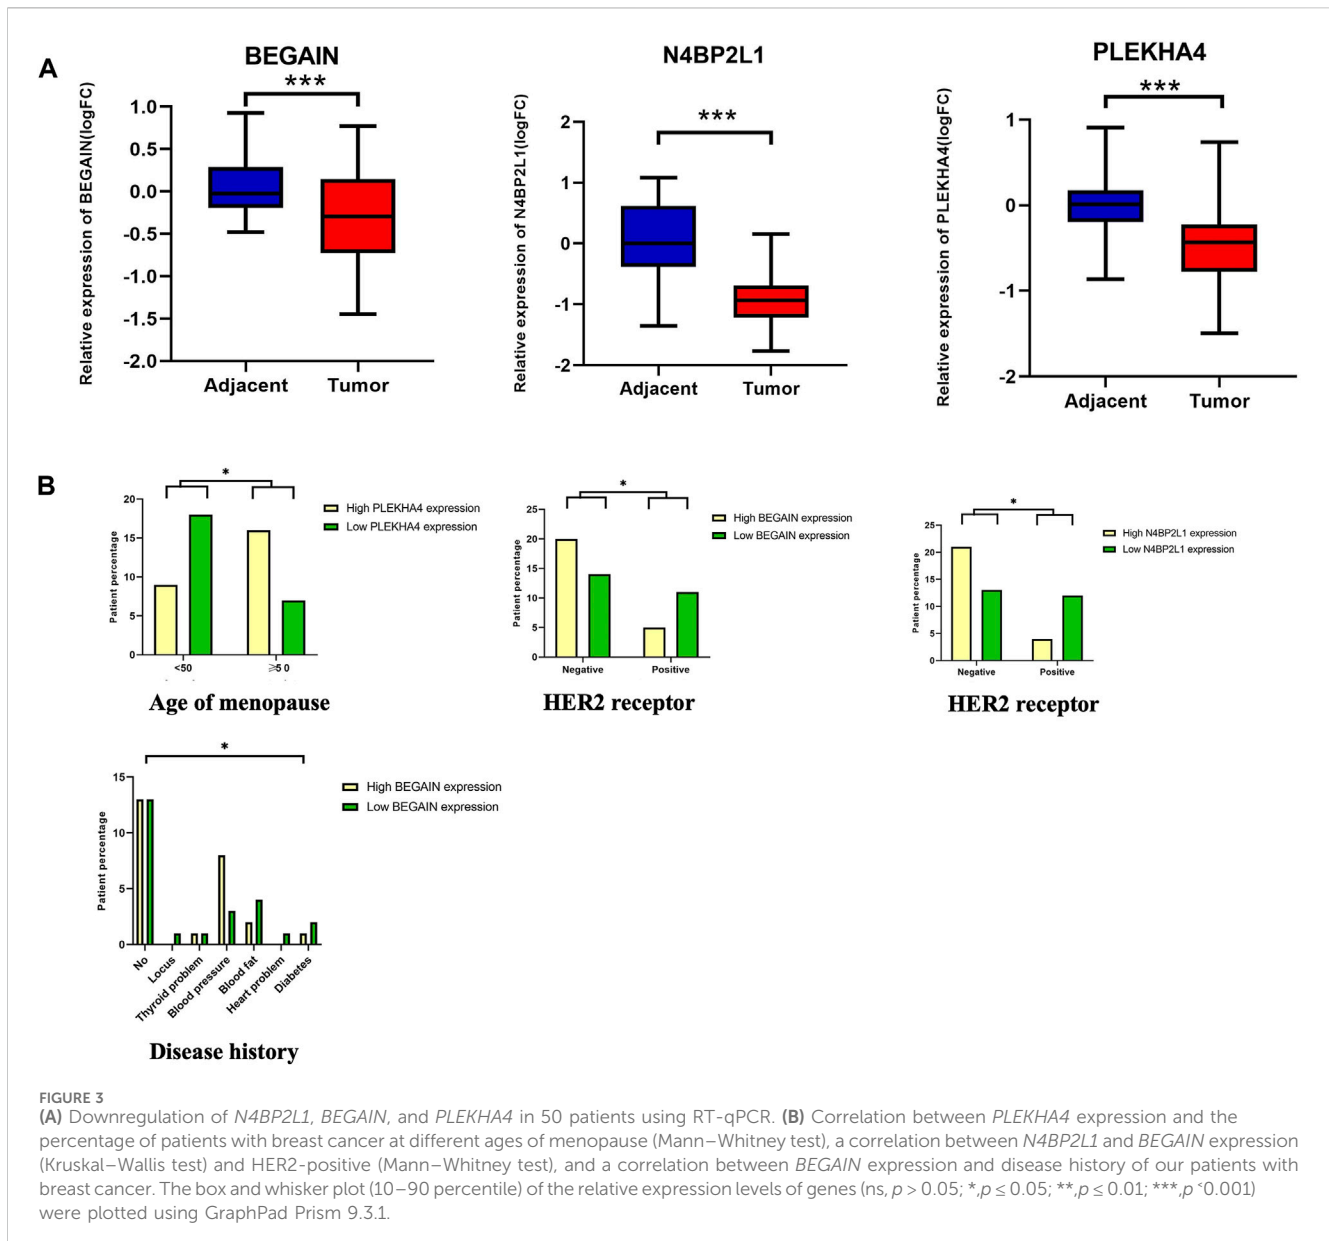 A
BEGAIN
***
Relative expression of BEGAIN(logFC)
1.0
0.5
0.0
-0.5
-1.0
-1.5
-2.0
Adjacent Tumor
N4BP2L1
***
Relative expression of N4BP2L1(logFC)
2
1
0
-1
-2
Adjacent Tumor
PLEKHA4
***
Relative expression of PLEKHA4(logFC)
1
0
-1
-2
Adjacent Tumor
B
*
Patient percentage
20
15
10
5
0
<50 ⩾50
High PLEKHA4 expression
Low PLEKHA4 expression
Age of menopause
*
Patient percentage
25
20
15
10
5
0
Negative Positive
High BEGAIN expression
Low BEGAIN expression
HER2 receptor
*
Patient percentage
25
20
15
10
5
0
Negative Positive
High N4BP2L1 expression
Low N4BP2L1 expression
HER2 receptor
*
Patient percentage
15
10
5
0
No
Locus
Thyroid problem
Blood pressure
Blood fat
Heart problem
Diabetes
High BEGAIN expression
Low BEGAIN expression
Disease history
FIGURE 3
(A) Downregulation of N4BP2L1, BEGAIN, and PLEKHA4 in 50 patients using RT-qPCR. (B) Correlation between PLEKHA4 expression and the
percentage of patients with breast cancer at different ages of menopause (Mann–Whitney test), a correlation between N4BP2L1 and BEGAIN expression
(Kruskal–Wallis test) and HER2-positive (Mann–Whitney test), and a correlation between BEGAIN expression and disease history of our patients with
breast cancer. The box and whisker plot (10–90 percentile) of the relative expression levels of genes (ns, p > 0.05; *,p ≤ 0.05; **,p ≤ 0.01; ***,p <0.001)
were plotted using GraphPad Prism 9.3.1.